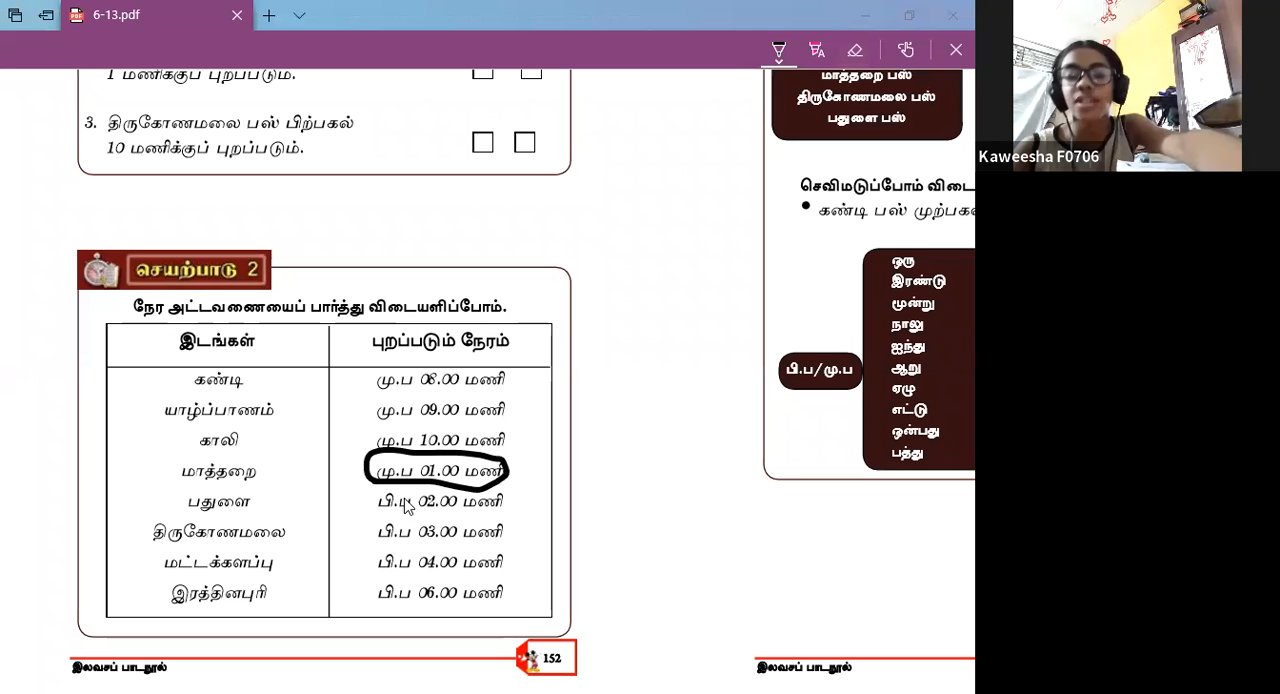 6-13.pdf
1 மணிக்குப் புறப்படும்.
3. திருகோணமலை பஸ் பிற்பகல்
10 மணிக்குப் புறப்படும்.
செயற்பாடு 2
நேர அட்டவணையைப் பார்த்து விடையளிப்போம்.
இடங்கள் புறப்படும் நேரம்
கண்டி மு.ப 08.00 மணி
யாழ்ப்பாணம் மு.ப 09.00 மணி
காலி மு.ப 10.00 மணி
மாத்தறை மு.ப 01.00 மணி
பதுளை பி.ப 02.00 மணி
திருகோணமலை பி.ப 03.00 மணி
மட்டக்களப்பு பி.ப 04.00 மணி
இரத்தினபுரி பி.ப 06.00 மணி
இலவசப் பாடநூல்
152
மாத்தறை பஸ்
திருகோணமலை பஸ்
பதுளை பஸ்
செவிமடுப்போம் விடை
கண்டி பஸ் முற்பகல்
பி.ப/மு.ப
ஒரு
இரண்டு
மூன்று
நாலு
ஐந்து
ஆறு
ஏழு
எட்டு
ஒன்பது
பத்து
இலவசப் பாடநூல்
Kaweesha F0706